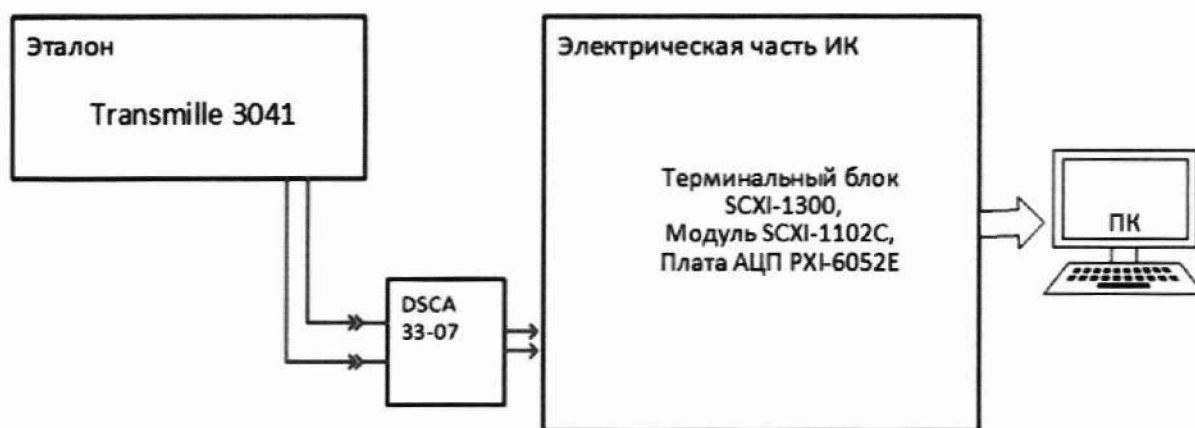 Эталон
Transmille 3041
Электрическая часть ИК
Терминальный блок
SCXI-1300,
Модуль SCXI-1102C,
Плата АЦП PXI-6052E
ПК
DSCA
33-07